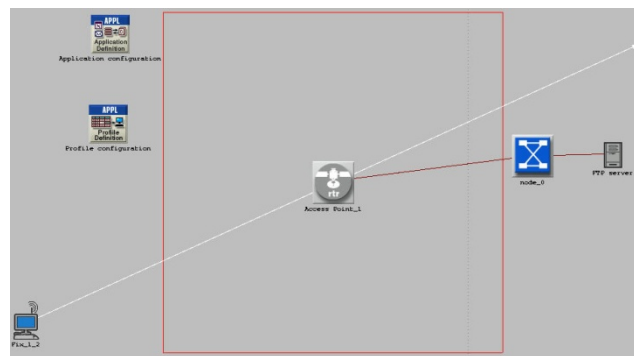 APPL
Application
Definition
Application configuration
APPL
Profile
Definition
Profile configuration
rtr
Access Point_1
node_0
FTP server
Fix_1_2